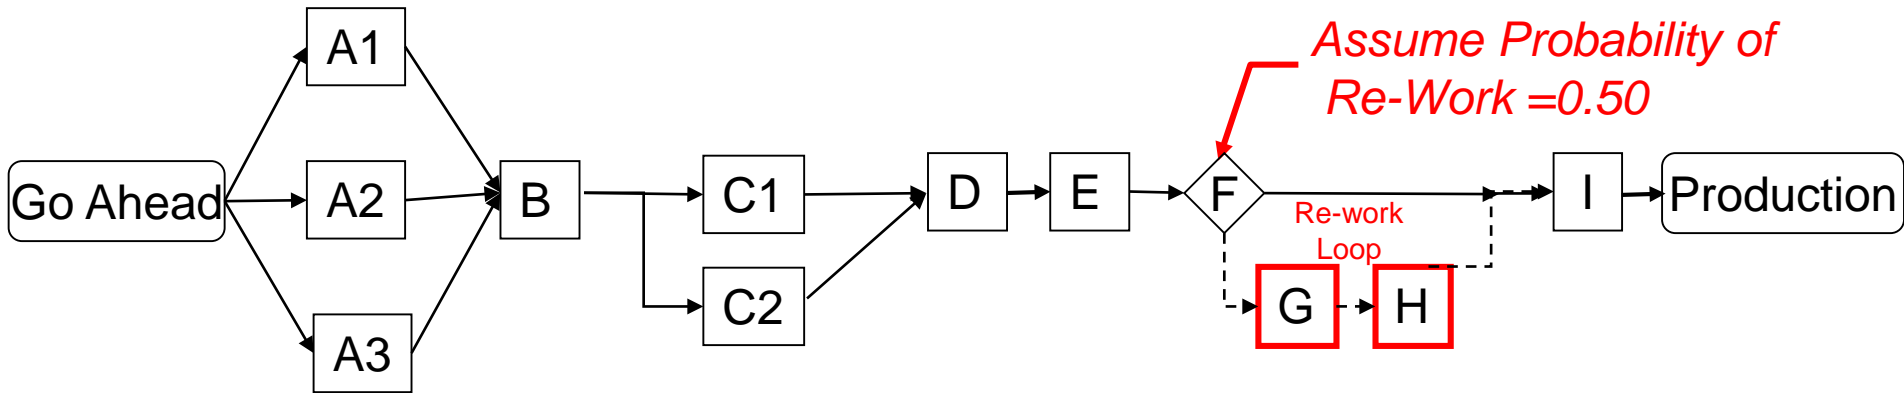 Assume Probability of
Re-Work =0.50
A1
Go Ahead
A2
B
C1
D
E
F
I
Production
Re-work
Loop
C2
G
H
A3